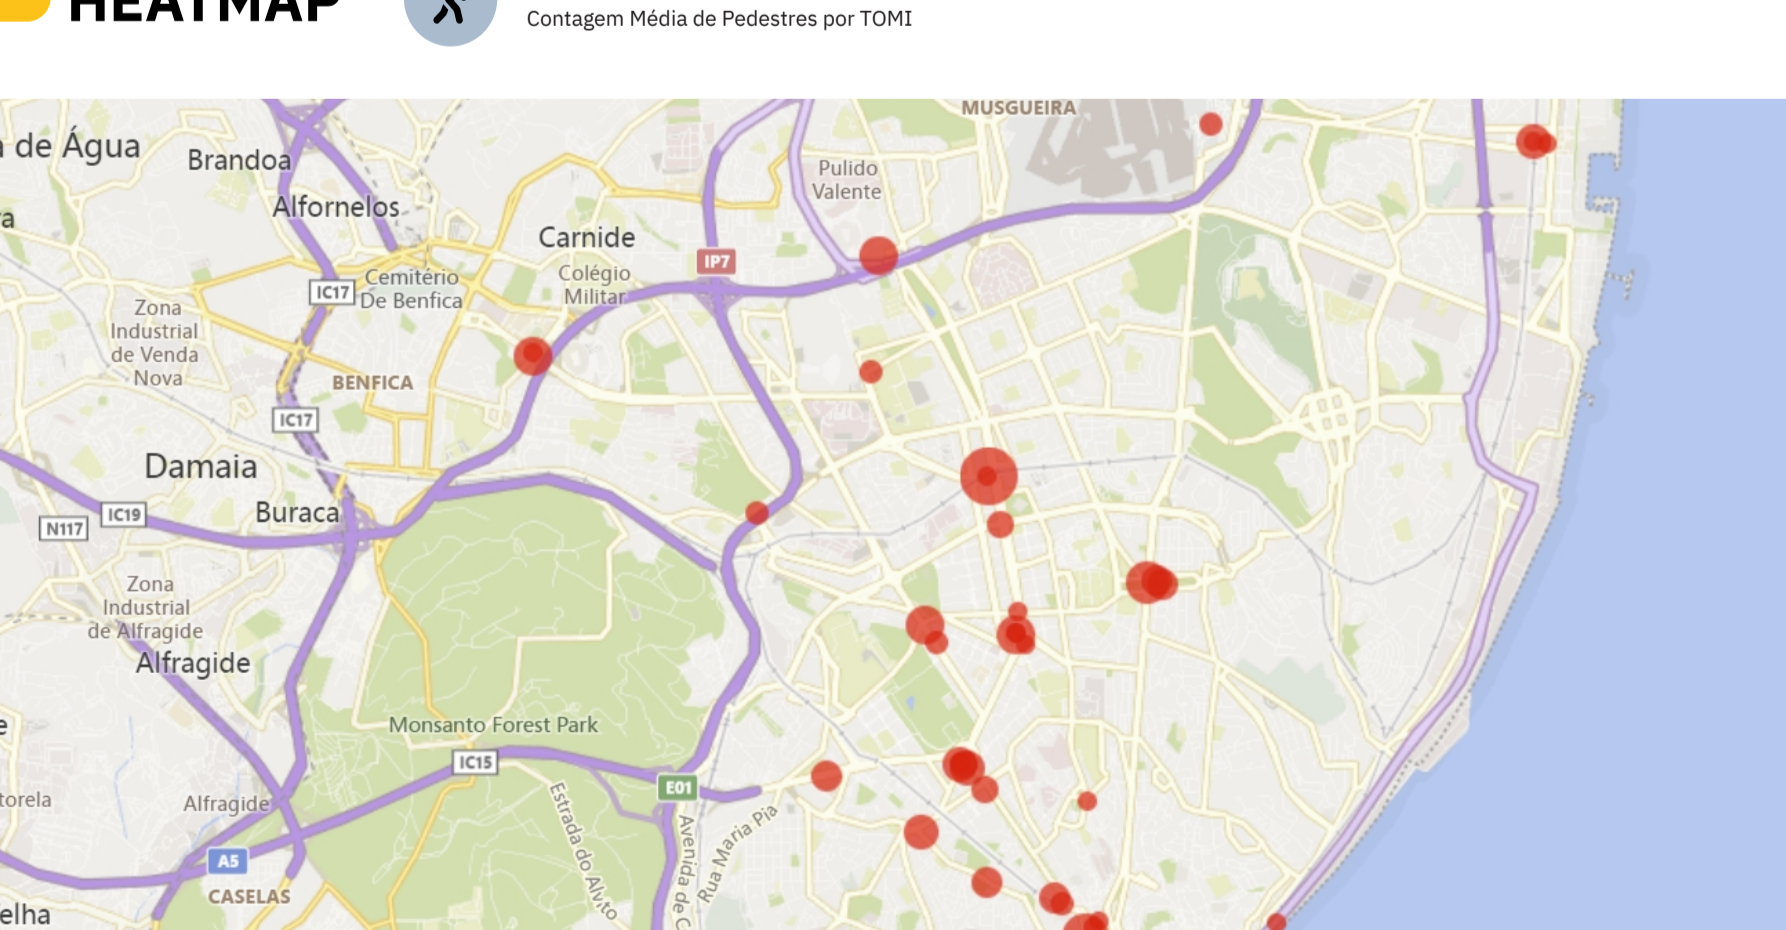 HEATMAP
Contagem Média de Pedestres por TOMI
MUSGUEIRA
de Água
Brandoa
Pulido
Valente
Alfornelos
Carnide
IP7
Colégio
Militar
Cemitério
De Benfica
IC17
Zona
Industrial
de Venda
Nova
BENFICA
IC17
Damaia
Buraca
IC19
N117
Zona
Industrial
de Alfragide
Alfragide
Monsanto Forest Park
IC15
E01
Alfragide
Estrada do Alvito
Avenida de C
Rua Maria Pia
A5
CASELAS